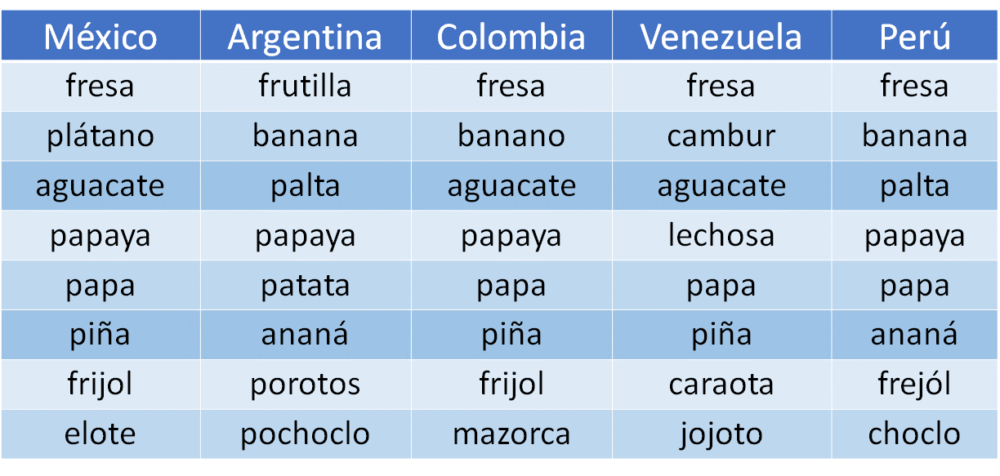 México Argentina Colombia Venezuela Perú
fresa frutilla fresa fresa fresa
plátano banana banano cambur banana
aguacate palta aguacate aguacate palta
papaya papaya papaya lechosa papaya
papa patata papa papa papa
piña ananá piña piña ananá
frijol porotos frijol caraota frejól
elote pochoclo mazorca jojoto choclo